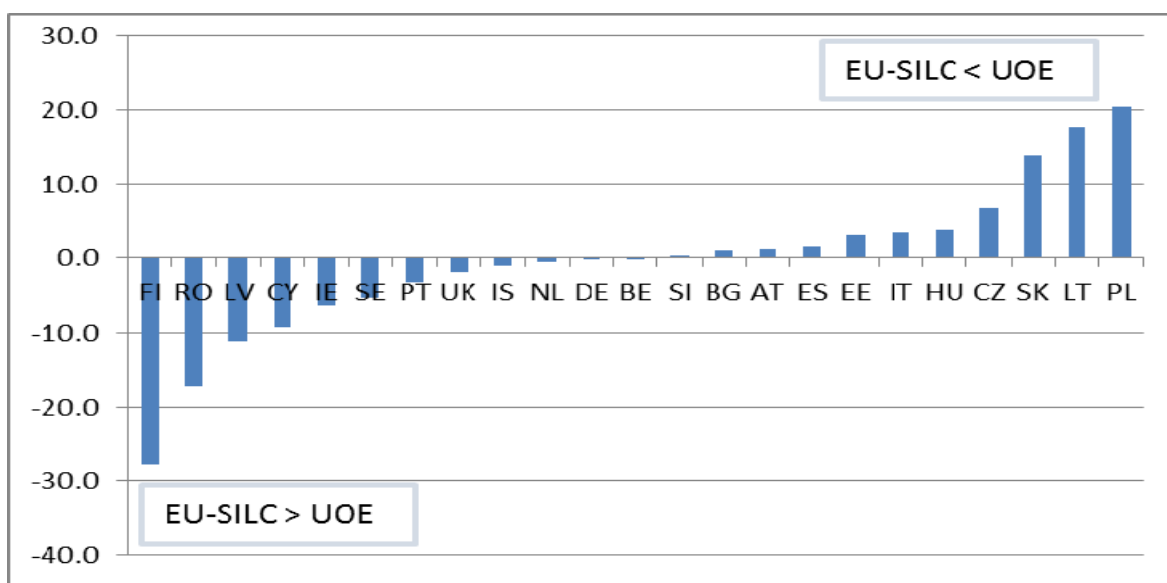 30.0
EU-SILC < UOE
20.0
10.0
0.0
FI RO LV CY IE SE PT UK IS NL DE BE SI BG AT ES EE IT HU CZ SK LT PL
-10.0
-20.0
-30.0
EU-SILC > UOE
-40.0